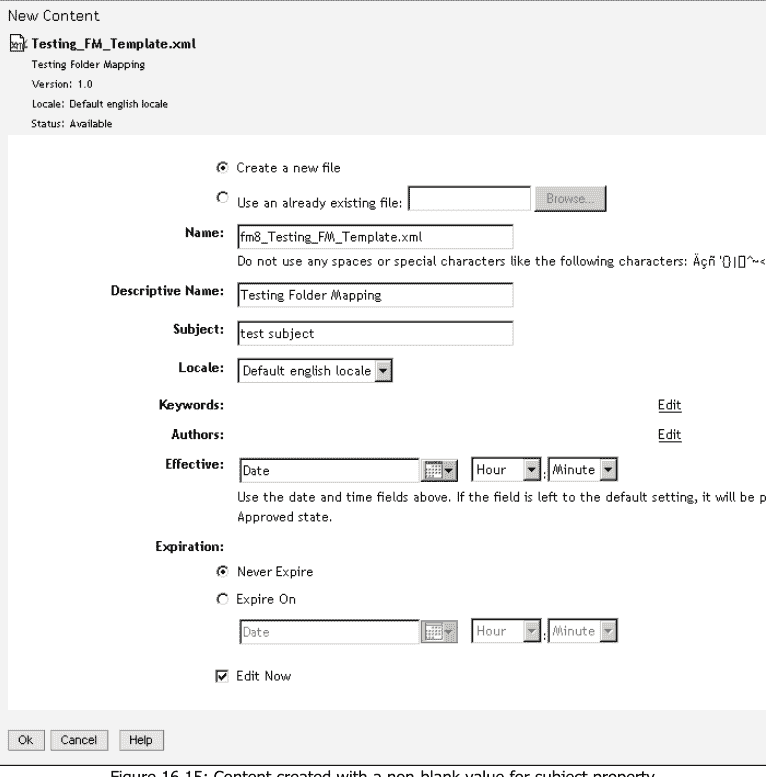 New Content
Testing_FM_Template.xml
Testing Folder Mapping
Version: 1.0
Locale: Default english locale
Status: Available
Create a new file
Use an already existing file: Browse...
Name: fm8_Testing_FM_Template.xml
Do not use any spaces or special characters like the following characters: Äçñ '{}|[]^~<
Descriptive Name: Testing Folder Mapping
Subject: test subject
Locale: Default english locale
Keywords: Edit
Authors: Edit
Effective: Date Hour : Minute
Use the date and time fields above. If the field is left to the default setting, it will be p
Approved state.
Expiration:
Never Expire
Expire On
Date Hour : Minute
Edit Now
Ok Cancel Help
Figure 16.15: Content created with a non-blank value for subject property